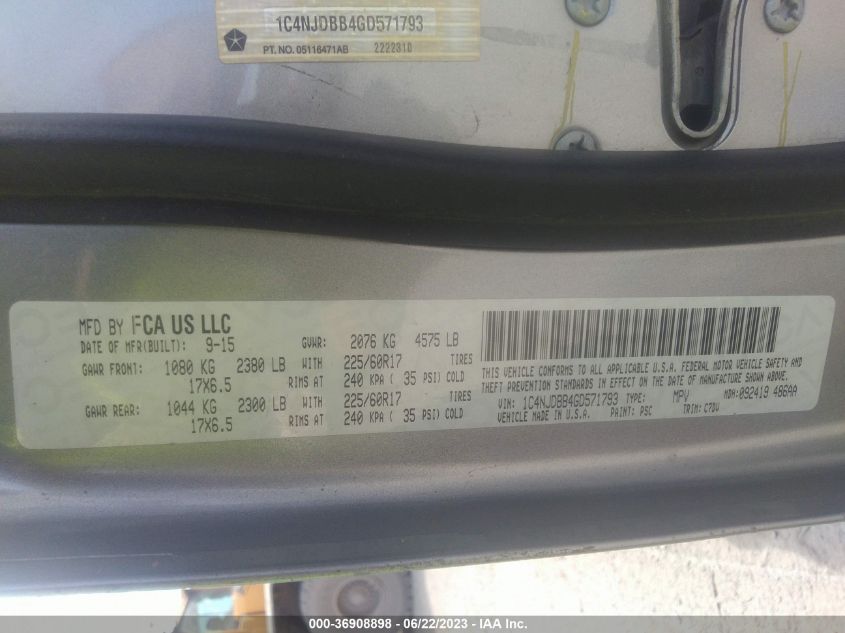 1C4NJDBB4GD571793
PT. NO. 05116471AB 2222310
MFD BY FCA US LLC
DATE OF MFR(BUILT): 9-15 GVWR: 2076 KG 4575 LB
GAWR FRONT: 1080 KG 2380 LB WITH 225/60R17 TIRES
17X6.5 RIMS AT 240 KPA ( 35 PSI) COLD
GAWR REAR: 1044 KG 2300 LB WITH 225/60R17 TIRES
17X6.5 RIMS AT 240 KPA ( 35 PSI) COLD
THIS VEHICLE CONFORMS TO ALL APPLICABLE U.S.A. FEDERAL MOTOR VEHICLE SAFETY AND
THEFT PREVENTION STANDARDS IN EFFECT ON THE DATE OF MANUFACTURE SHOWN ABOVE.
VIN: 1C4NJDBB4GD571793 TYPE: MPV MDH: 092419 486AA
VEHICLE MADE IN U.S.A. PAINT: PSC TRIM: C7DV
000-36908898 - 06/22/2023 - IAA Inc.